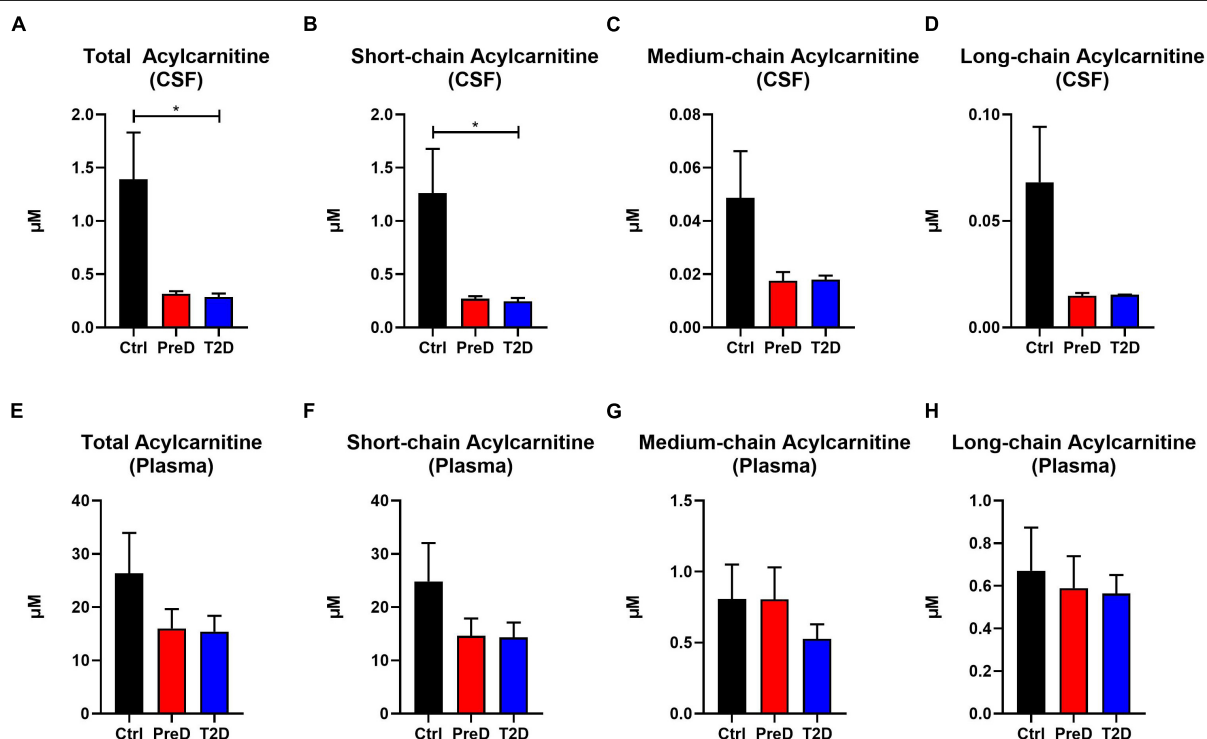 A
B
C
D
Total Acylcarnitine
(CSF)
Short-chain Acylcarnitine
(CSF)
Medium-chain Acylcarnitine
(CSF)
Long-chain Acylcarnitine
(CSF)
2.0
1.5
1.0
0.5
0.0
µM
*
Ctrl PreD T2D
2.0
1.5
1.0
0.5
0.0
µM
*
Ctrl PreD T2D
0.08
0.06
0.04
0.02
0.00
µM
Ctrl PreD T2D
0.10
0.05
0.00
µM
Ctrl PreD T2D
E
F
G
H
Total Acylcarnitine
(Plasma)
Short-chain Acylcarnitine
(Plasma)
Medium-chain Acylcarnitine
(Plasma)
Long-chain Acylcarnitine
(Plasma)
40
30
20
10
0
µM
Ctrl PreD T2D
40
30
20
10
0
µM
Ctrl PreD T2D
1.5
1.0
0.5
0.0
µM
Ctrl PreD T2D
1.0
0.8
0.6
0.4
0.2
0.0
µM
Ctrl PreD T2D